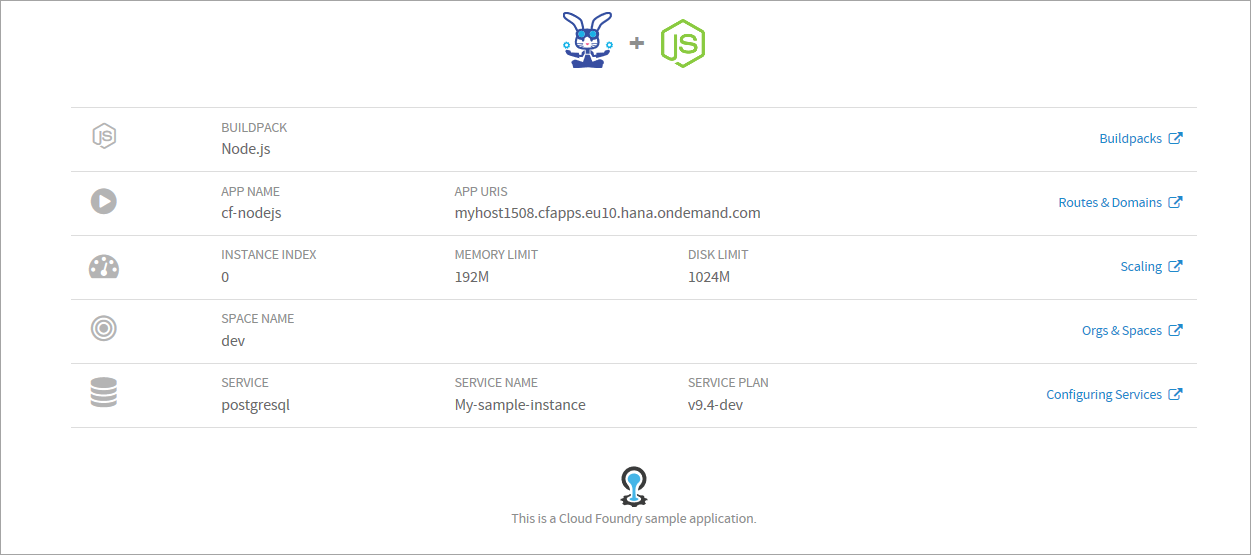 JS
JS
BUILDPACK
Node.js
Buildpacks
APP NAME APP URIS
cf-nodejs myhost1508.cfapps.eu10.hana.ondemand.com
Routes & Domains
INSTANCE INDEX MEMORY LIMIT DISK LIMIT
0 192M 1024M
Scaling
SPACE NAME
dev
Orgs & Spaces
SERVICE SERVICE NAME SERVICE PLAN
postgresql My-sample-instance v9.4-dev
Configuring Services
This is a Cloud Foundry sample application.